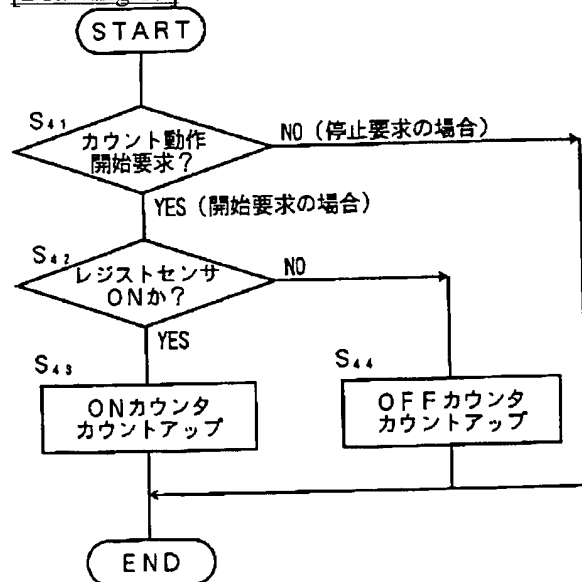 START
S41
カウント動作
開始要求?
NO (停止要求の場合)
YES (開始要求の場合)
S42
レジストセンサ
ONか?
NO
YES
S43
ONカウンタ
カウントアップ
S44
OFFカウンタ
カウントアップ
END